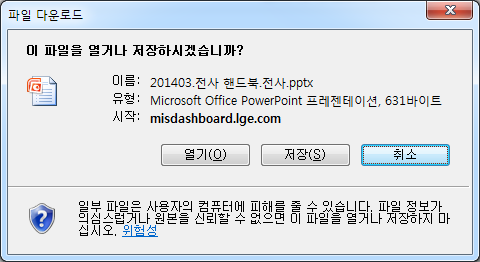 파일 다운로드
이 파일을 열거나 저장하시겠습니까?
이름: 201403.전사 핸드북.전사.pptx
유형: Microsoft Office PowerPoint 프레젠테이션, 631바이트
시작: misdashboard.lge.com
열기(O) 저장(S) 취소
일부 파일은 사용자의 컴퓨터에 피해를 줄 수 있습니다. 파일 정보가
의심스럽거나 원본을 신뢰할 수 없으면 이 파일을 열거나 저장하지 마
십시오. 위험성